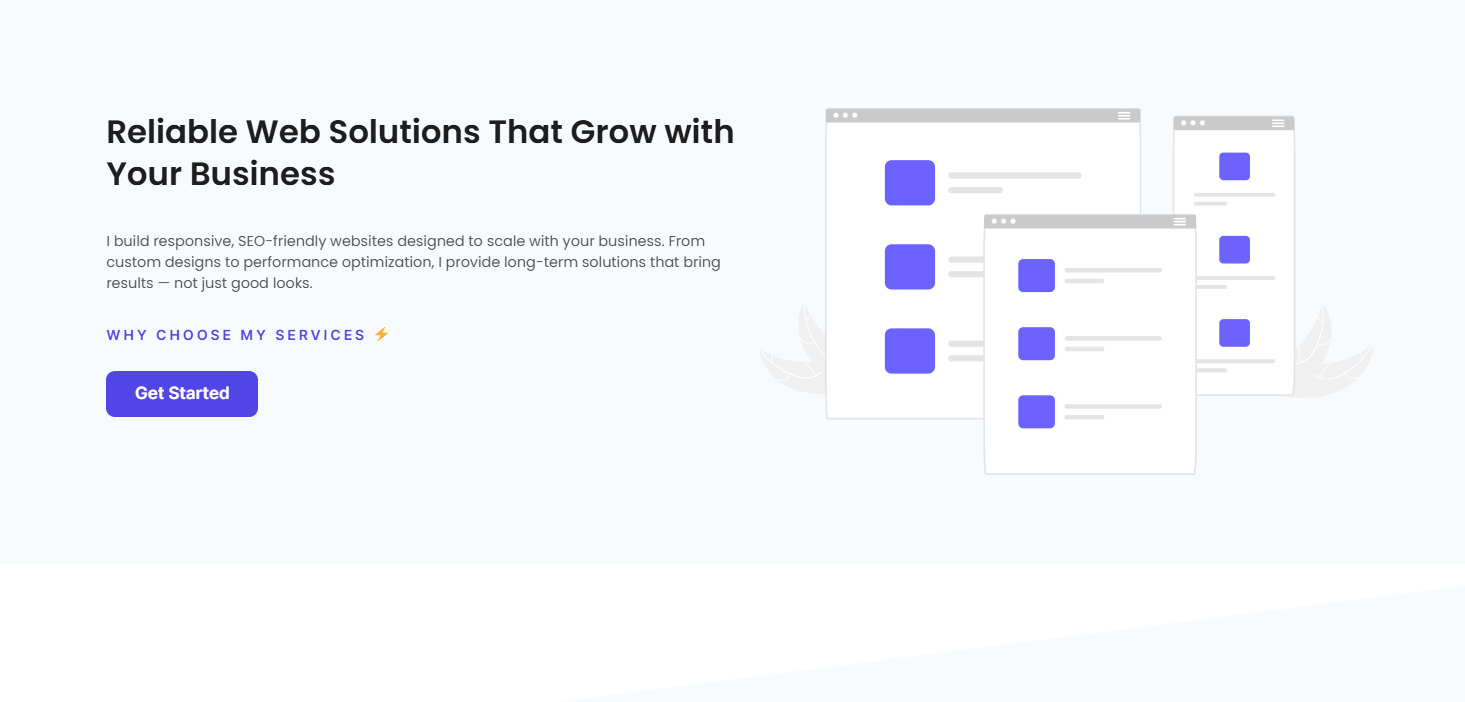 Reliable Web Solutions That Grow with
Your Business
I build responsive, SEO-friendly websites designed to scale with your business. From
custom designs to performance optimization, I provide long-term solutions that bring
results — not just good looks.
WHY CHOOSE MY SERVICES ⚡
Get Started